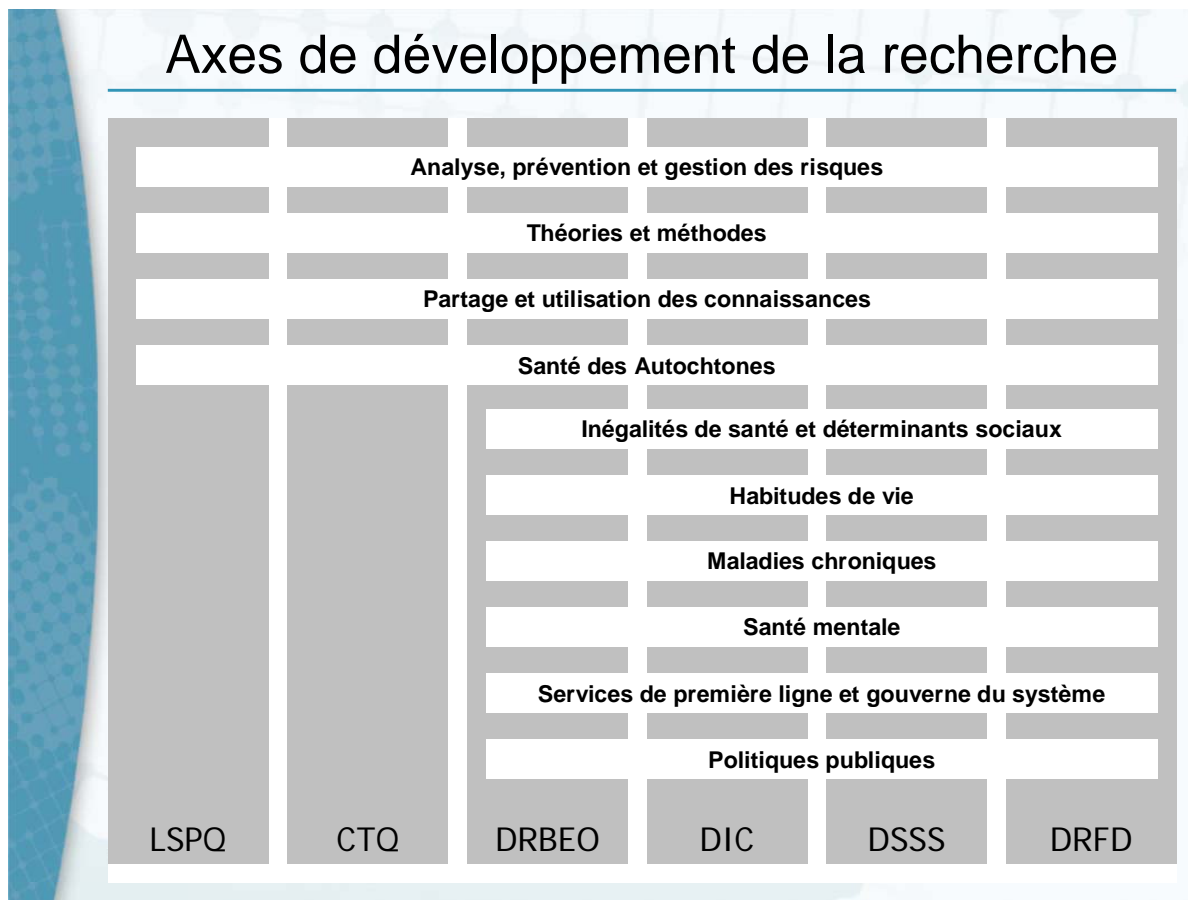 Axes de développement de la recherche
Analyse, prévention et gestion des risques
Théories et méthodes
Partage et utilisation des connaissances
Santé des Autochtones
Inégalités de santé et déterminants sociaux
Habitudes de vie
Maladies chroniques
Santé mentale
Services de première ligne et gouverne du système
Politiques publiques
LSPQ CTQ DRBEO DIC DSSS DRFD